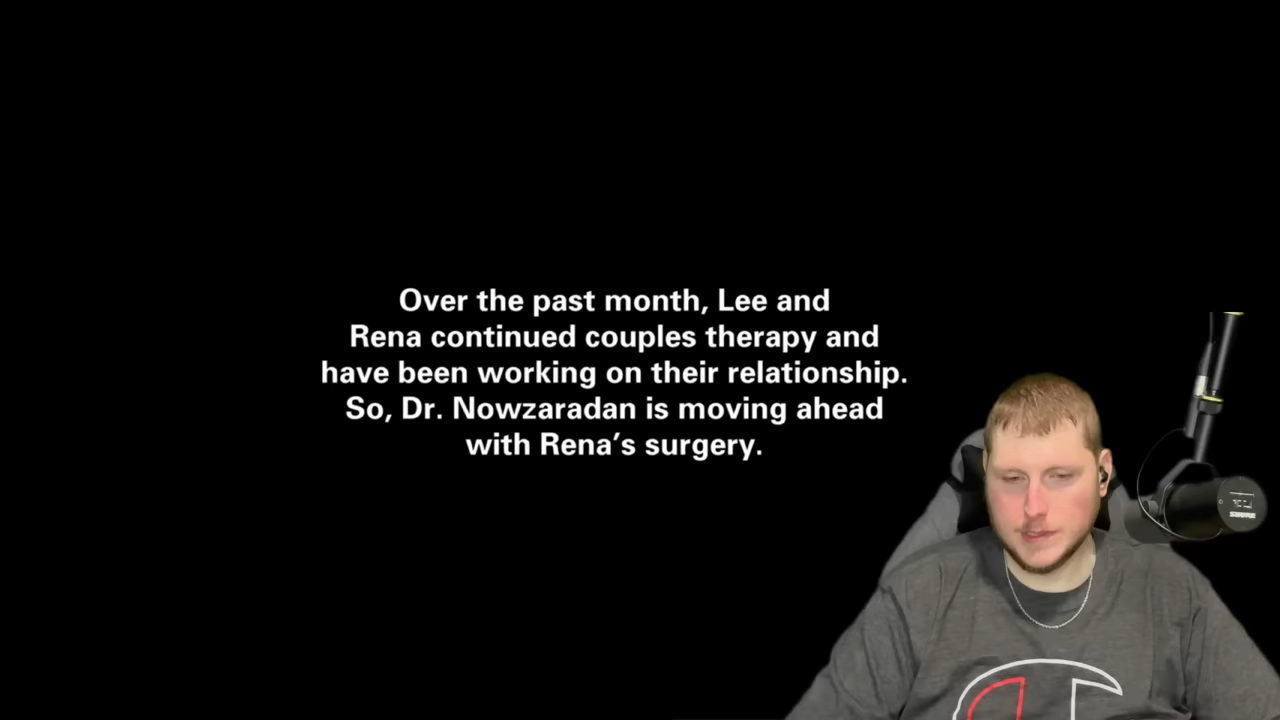 Over the past month, Lee and
Rena continued couples therapy and
have been working on their relationship.
So, Dr. Nowzaradan is moving ahead
with Rena's surgery.